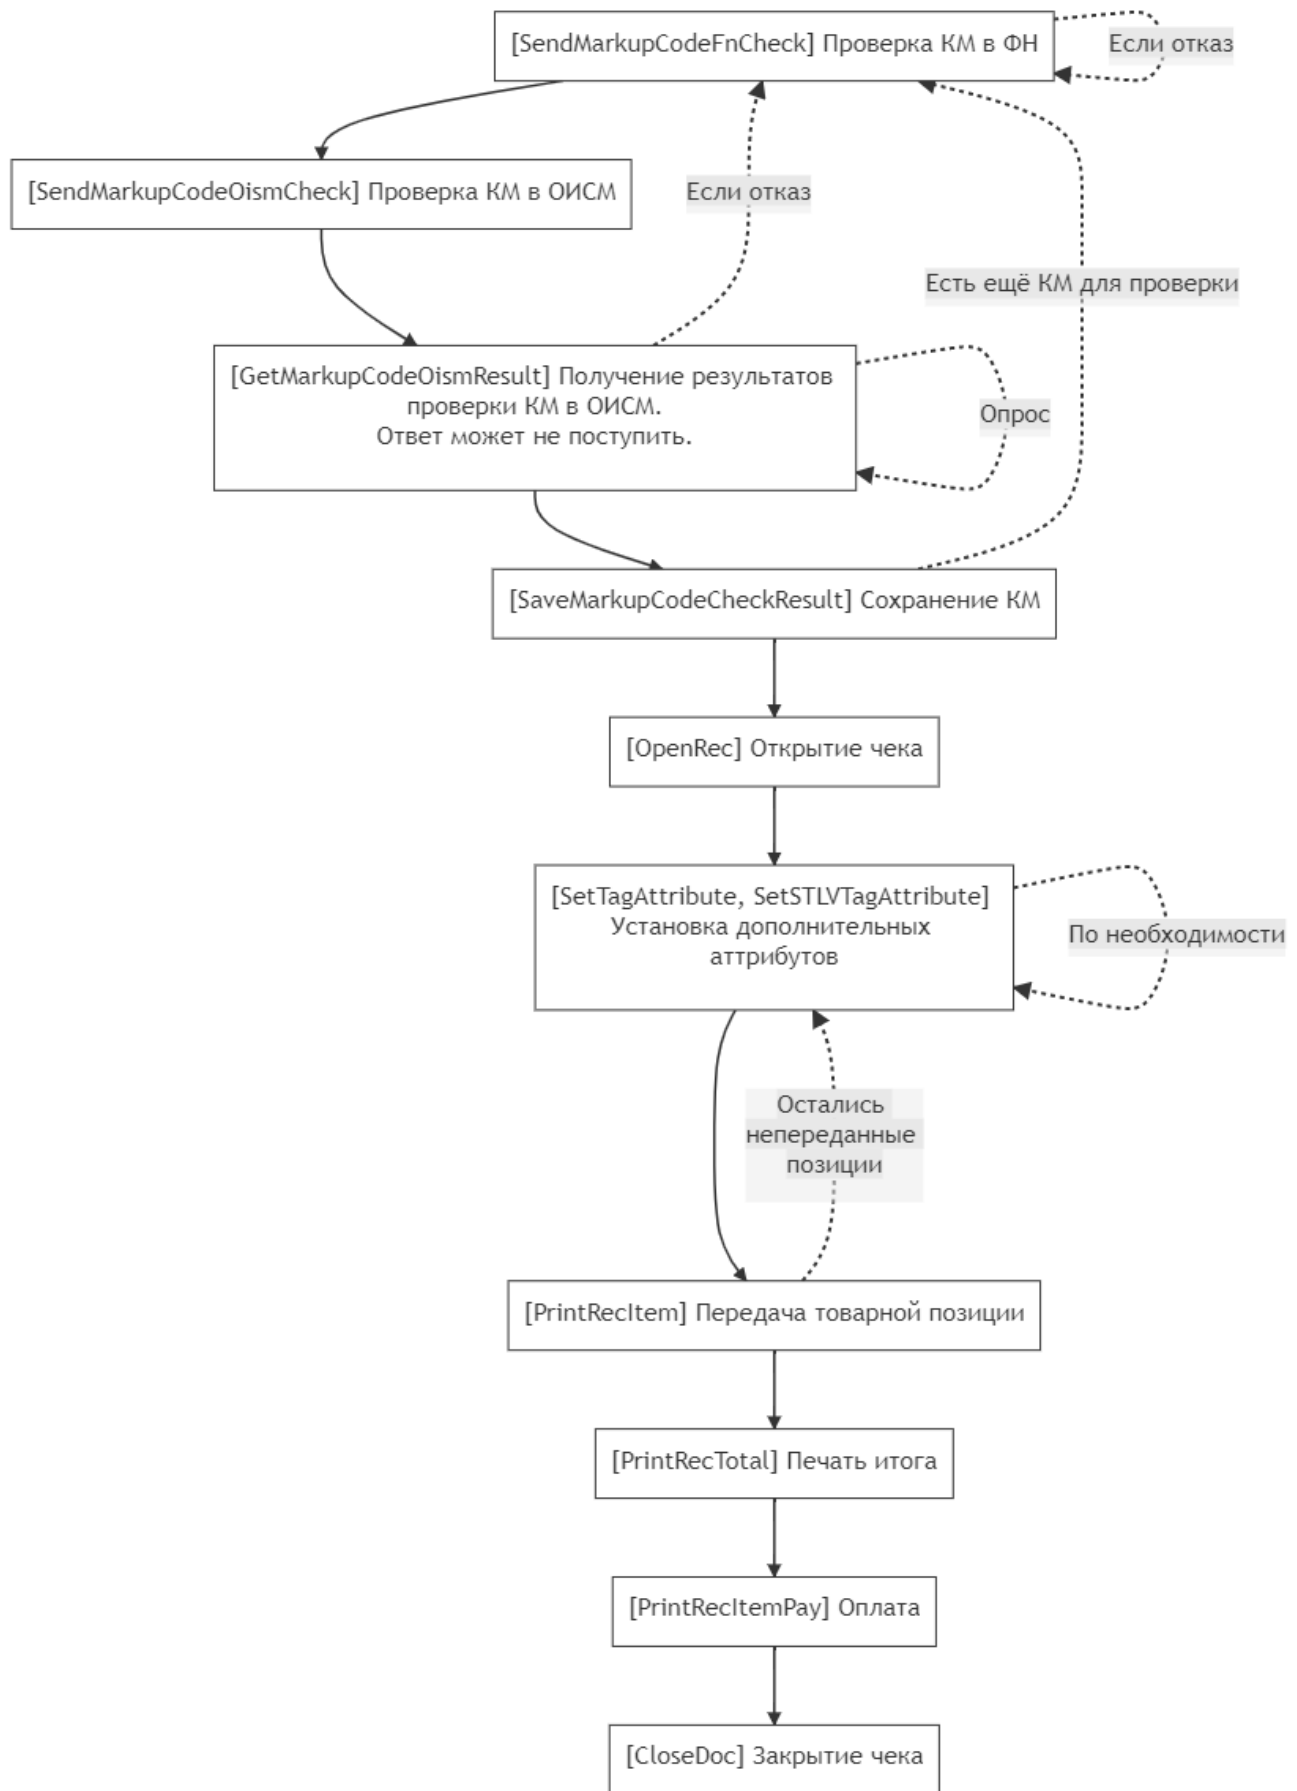 [SendMarkupCodeFnCheck] Проверка КМ в ФН
Если отказ
[SendMarkupCodeOismCheck] Проверка КМ в ОИСМ
Если отказ
Есть ещё КМ для проверки
[GetMarkupCodeOismResult] Получение результатов
проверки КМ в ОИСМ.
Ответ может не поступить.
Опрос
[SaveMarkupCodeCheckResult] Сохранение КМ
[OpenRec] Открытие чека
[SetTagAttribute, SetSTLVTagAttribute]
Установка дополнительных
аттрибутов
По необходимости
Остались
непереданные
позиции
[PrintRecItem] Передача товарной позиции
[PrintRecTotal] Печать итога
[PrintRecItemPay] Оплата
[CloseDoc] Закрытие чека